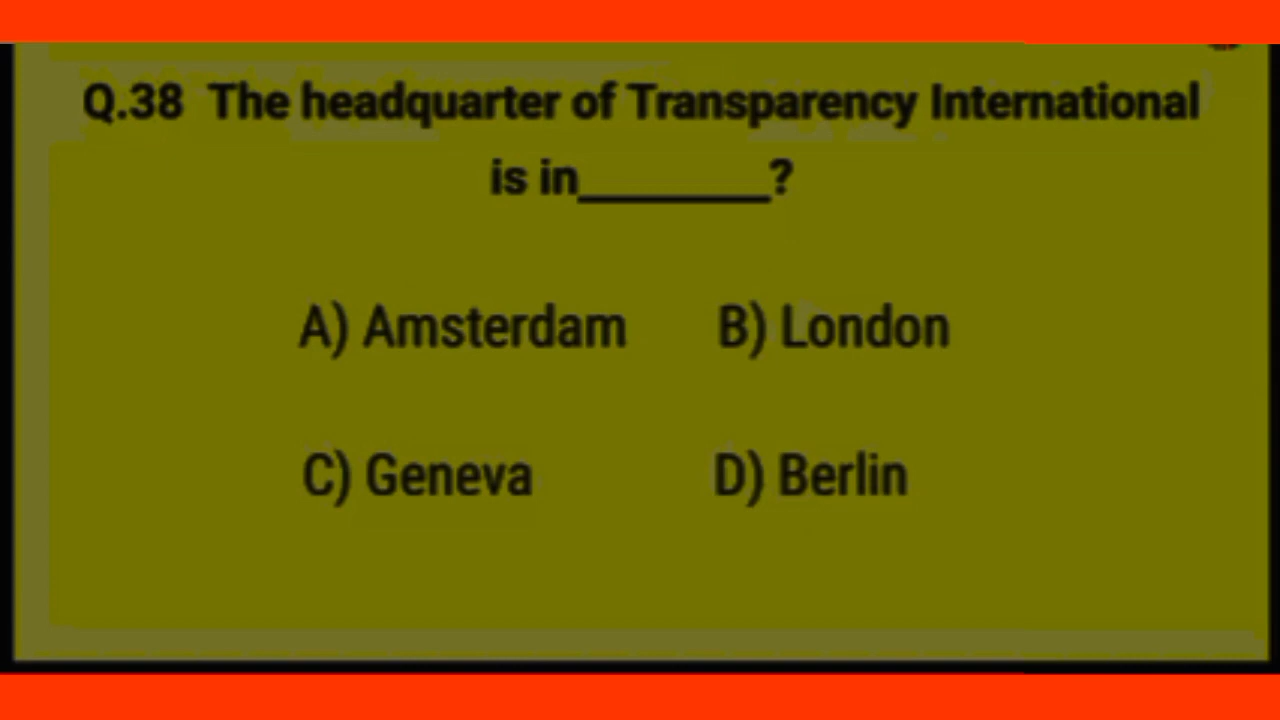 Q.38 The headquarter of Transparency International
is in________?
A) Amsterdam B) London
C) Geneva D) Berlin